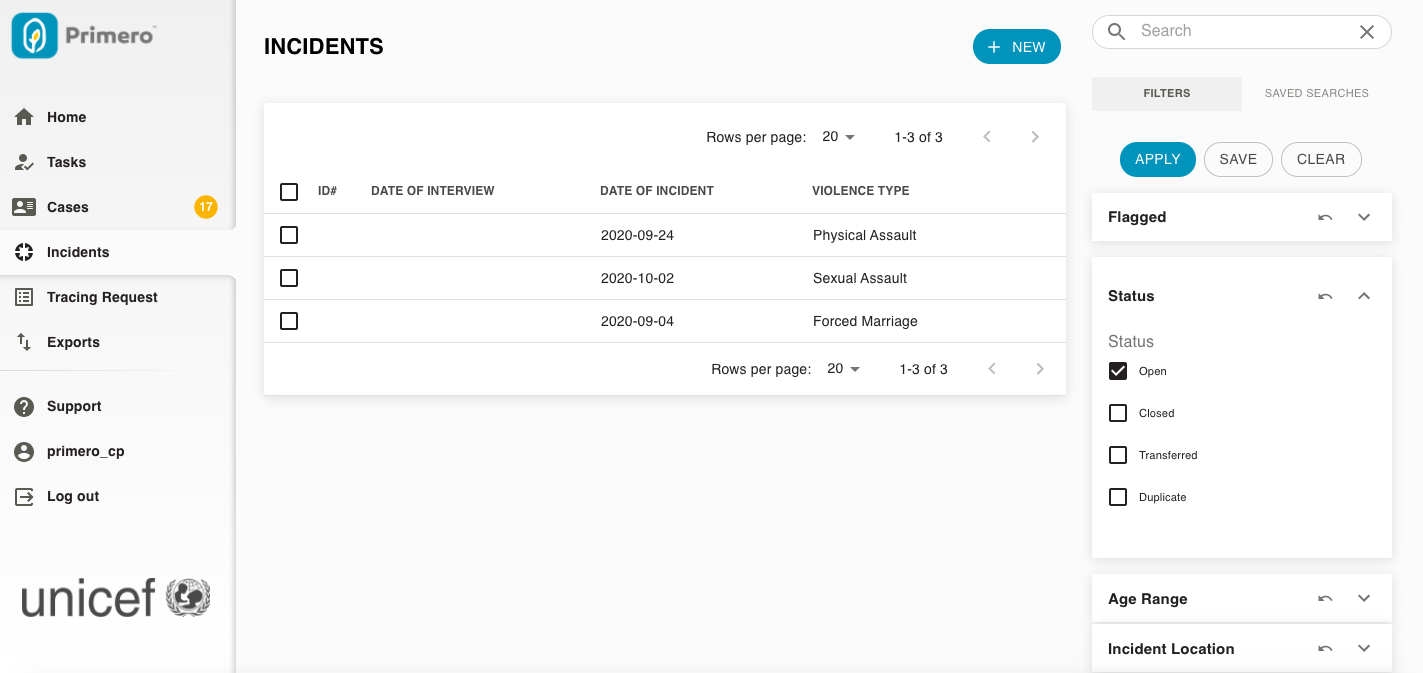 Primero™
Home
Tasks
Cases 17
Incidents
Tracing Request
Exports
Support
primero_cp
Log out
unicef
INCIDENTS
+ NEW
Rows per page: 20 1-3 of 3
ID# DATE OF INTERVIEW DATE OF INCIDENT VIOLENCE TYPE
2020-09-24 Physical Assault
2020-10-02 Sexual Assault
2020-09-04 Forced Marriage
Rows per page: 20 1-3 of 3
Search
FILTERS SAVED SEARCHES
APPLY SAVE CLEAR
Flagged
Status
Status
Open
Closed
Transferred
Duplicate
Age Range
Incident Location